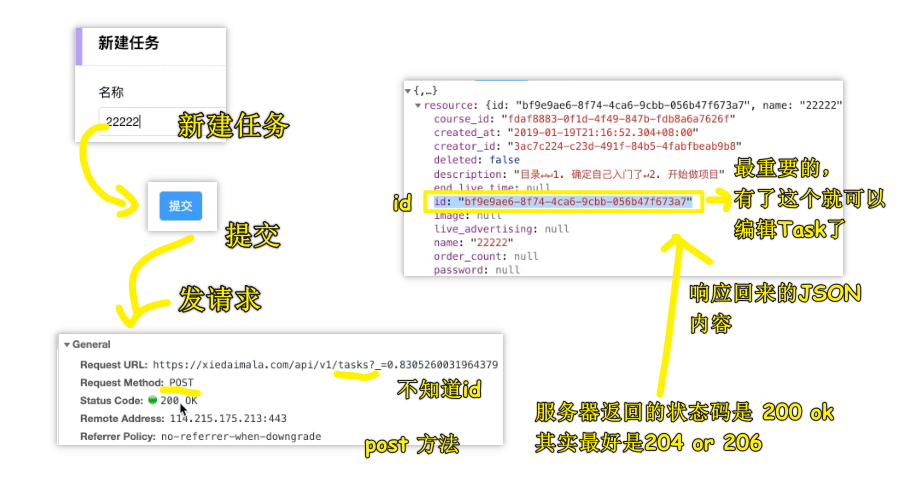 新建任务
名称
22222
新建任务
提交
提交
发请求
General
Request URL: https://xiedaimala.com/api/v1/tasks?_=0.8305260031964379
Request Method: POST
Status Code: 200 OK
Remote Address: 114.215.175.213:443
Referrer Policy: no-referrer-when-downgrade
不知道id
post 方法
{,…}
resource: {id: "bf9e9ae6-8f74-4ca6-9cbb-056b47f673a7", name: "22222"
course_id: "fdaf8883-0f1d-4f49-847b-fdb8a6a7626f"
created_at: "2019-01-19T21:16:52.304+08:00"
creator_id: "3ac7c224-c23d-491f-84b5-4fabfbeab9b8"
deleted: false
description: "目录↵↵1. 确定自己入门了↵2. 开始做项目"
end_live_time: null
id: "bf9e9ae6-8f74-4ca6-9cbb-056b47f673a7"
image: null
live_advertising: null
name: "22222"
order_count: null
password: null
id
最重要的，
有了这个就可以
编辑Task了
响应回来的JSON
内容
服务器返回的状态码是 200 ok
其实最好是204 or 206